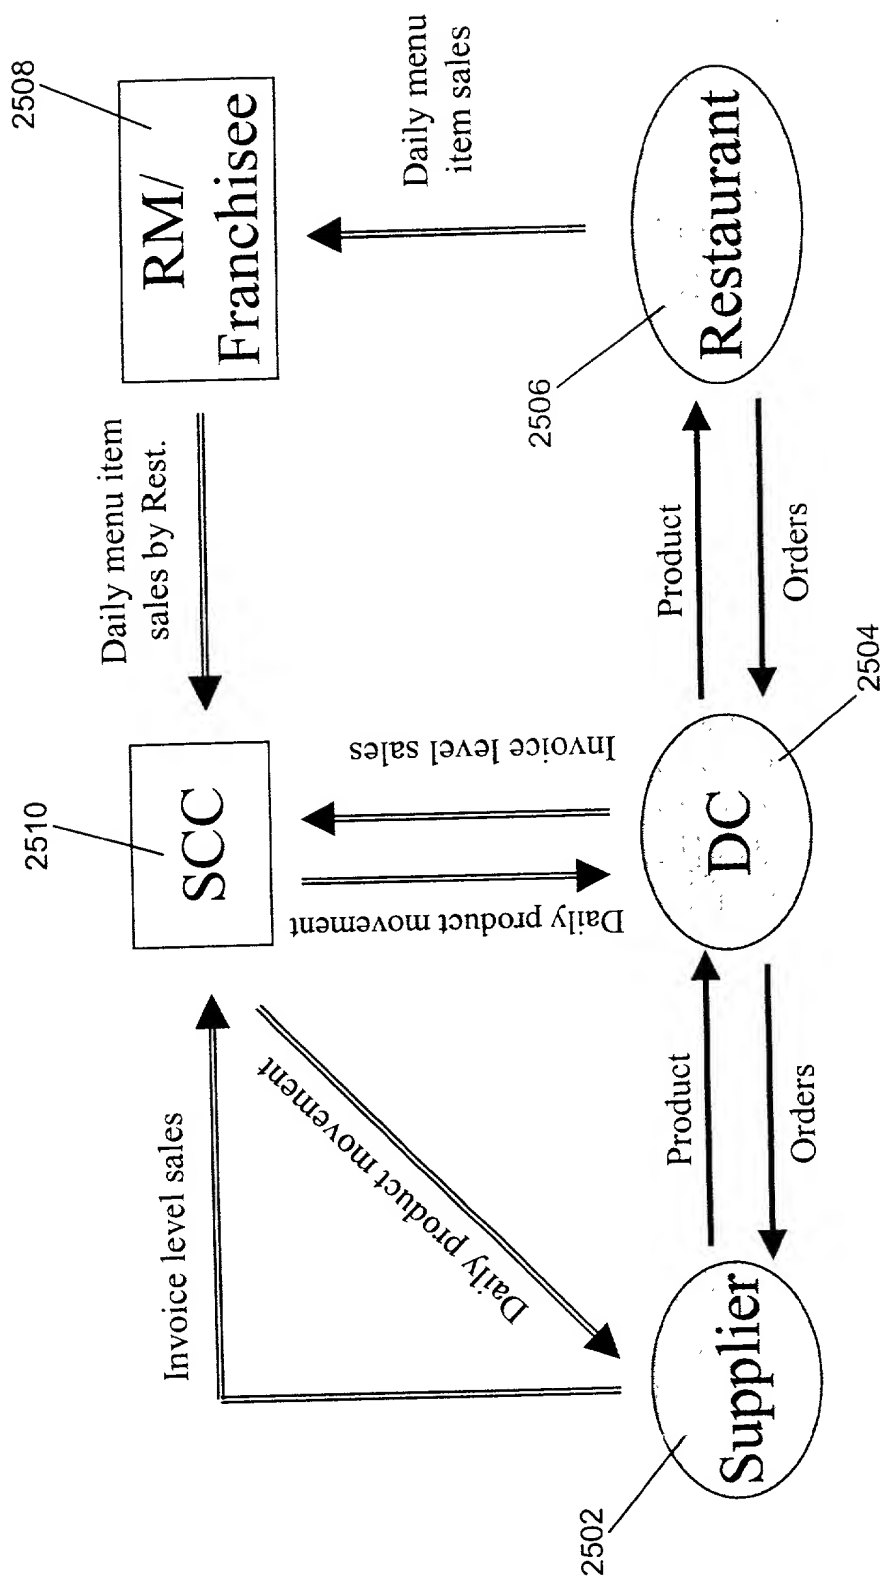 2510
SCC
Daily menu item
sales by Rest.
2508
RM/
Franchisee
Invoice level sales
Daily product movement
Daily product movement
Invoice level sales
Daily menu
item sales
2502
Supplier
Product
Orders
DC
2504
Product
Orders
2506
Restaurant